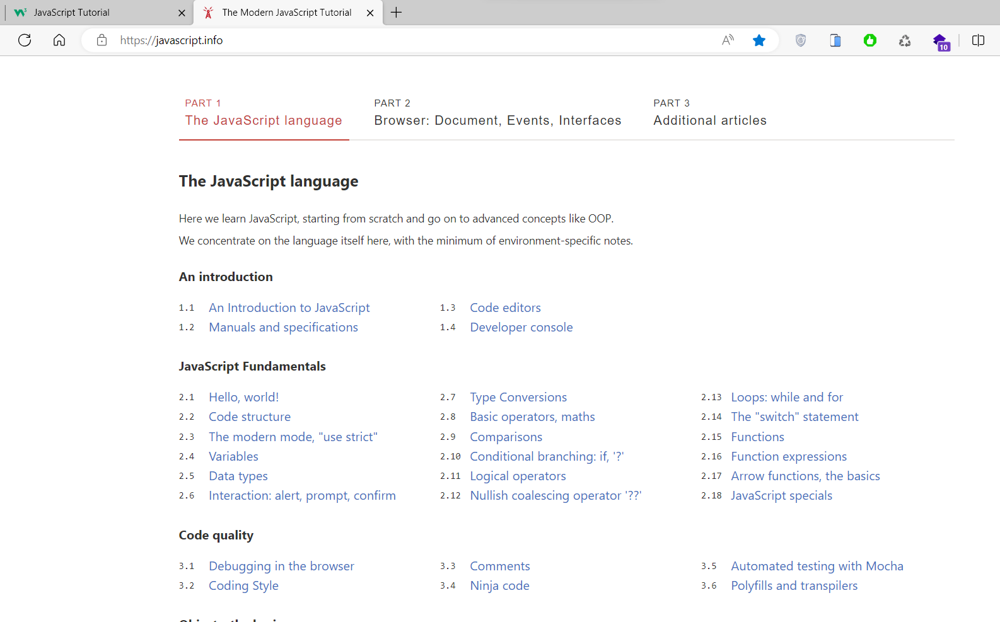 JavaScript Tutorial
The Modern JavaScript Tutorial
https://javascript.info
10
PART 1
The JavaScript language
PART 2
Browser: Document, Events, Interfaces
PART 3
Additional articles
The JavaScript language
Here we learn JavaScript, starting from scratch and go on to advanced concepts like OOP.
We concentrate on the language itself here, with the minimum of environment-specific notes.
An introduction
1.1 An Introduction to JavaScript
1.2 Manuals and specifications
1.3 Code editors
1.4 Developer console
JavaScript Fundamentals
2.1 Hello, world!
2.2 Code structure
2.3 The modern mode, "use strict"
2.4 Variables
2.5 Data types
2.6 Interaction: alert, prompt, confirm
2.7 Type Conversions
2.8 Basic operators, maths
2.9 Comparisons
2.10 Conditional branching: if, '?'
2.11 Logical operators
2.12 Nullish coalescing operator '??'
2.13 Loops: while and for
2.14 The "switch" statement
2.15 Functions
2.16 Function expressions
2.17 Arrow functions, the basics
2.18 JavaScript specials
Code quality
3.1 Debugging in the browser
3.2 Coding Style
3.3 Comments
3.4 Ninja code
3.5 Automated testing with Mocha
3.6 Polyfills and transpilers